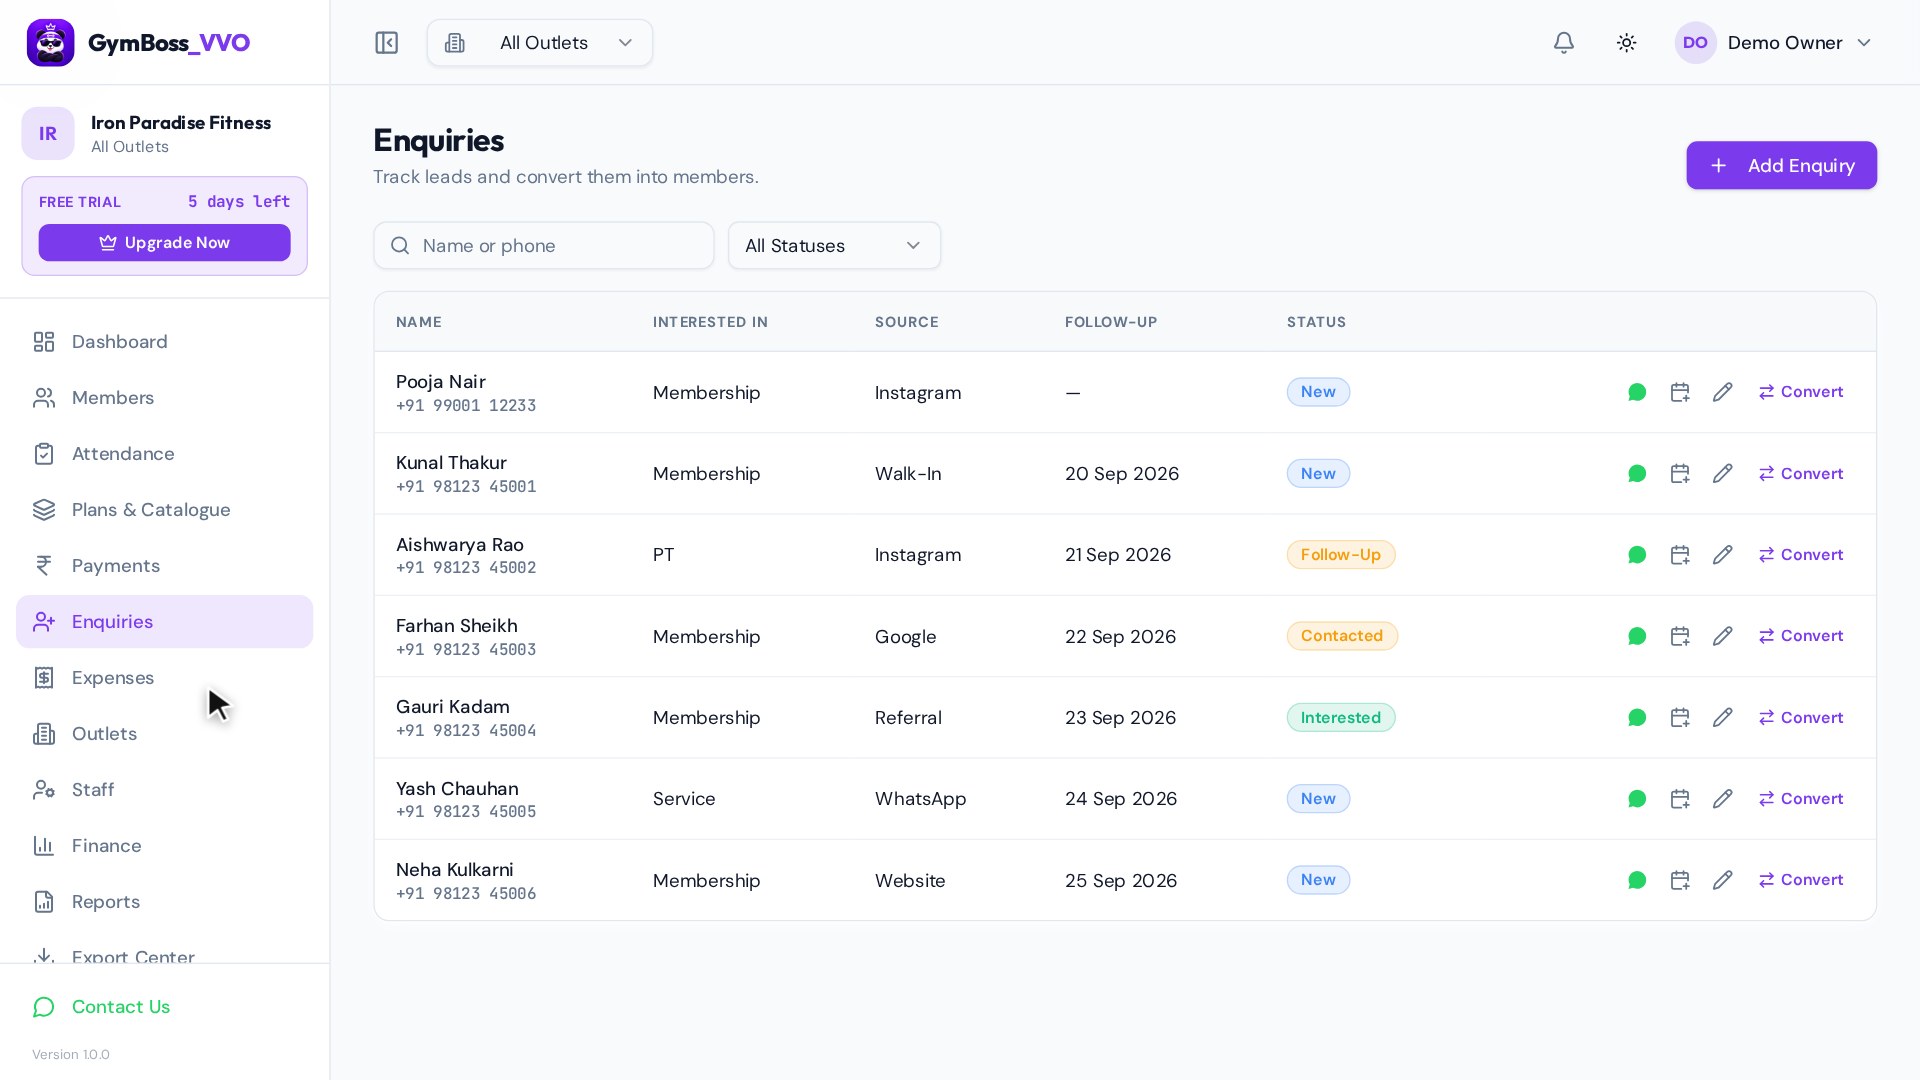 GymBoss_VVO
All Outlets
DO
Demo Owner
IR
Iron Paradise Fitness
All Outlets
FREE TRIAL
5 days left
Upgrade Now
Dashboard
Members
Attendance
Plans & Catalogue
Payments
Enquiries
Expenses
Outlets
Staff
Finance
Reports
Export Center
Contact Us
Version 1.0.0
Enquiries
Track leads and convert them into members.
Add Enquiry
Name or phone
All Statuses
NAME INTERESTED IN SOURCE FOLLOW-UP STATUS
Pooja Nair
+91 99001 12233
Membership Instagram — New Convert
Kunal Thakur
+91 98123 45001
Membership Walk-In 20 Sep 2026 New Convert
Aishwarya Rao
+91 98123 45002
PT Instagram 21 Sep 2026 Follow-Up Convert
Farhan Sheikh
+91 98123 45003
Membership Google 22 Sep 2026 Contacted Convert
Gauri Kadam
+91 98123 45004
Membership Referral 23 Sep 2026 Interested Convert
Yash Chauhan
+91 98123 45005
Service WhatsApp 24 Sep 2026 New Convert
Neha Kulkarni
+91 98123 45006
Membership Website 25 Sep 2026 New Convert